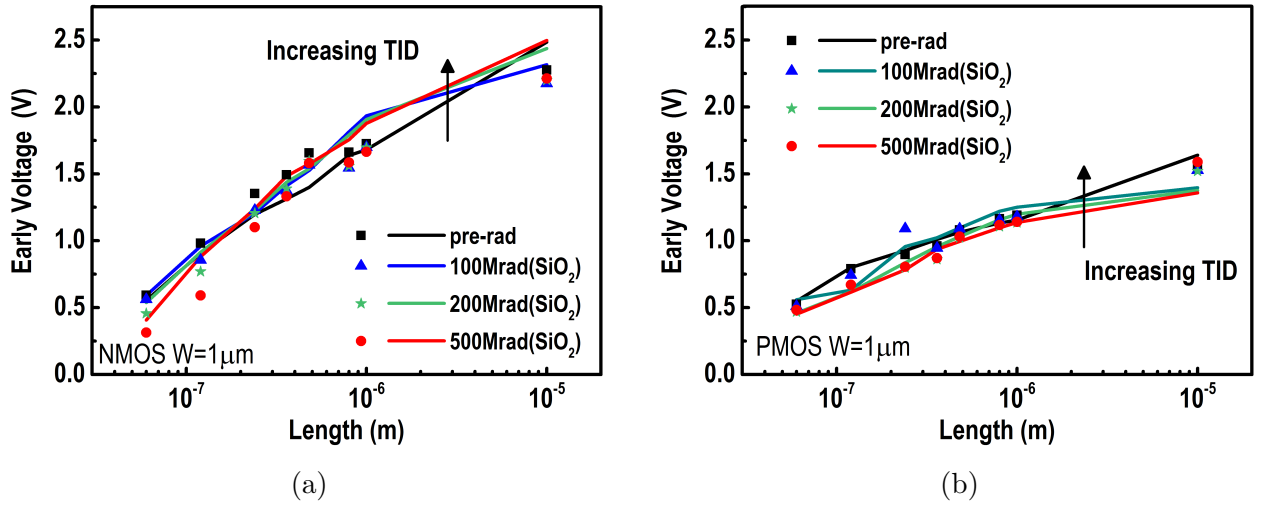 2.5
2.0
1.5
1.0
0.5
0.0
Early Voltage (V)
Increasing TID
pre-rad
100Mrad(SiO₂)
200Mrad(SiO₂)
500Mrad(SiO₂)
NMOS W=1μm
10⁻⁷
10⁻⁶
10⁻⁵
Length (m)
(a)
2.5
2.0
1.5
1.0
0.5
0.0
Early Voltage (V)
pre-rad
100Mrad(SiO₂)
200Mrad(SiO₂)
500Mrad(SiO₂)
Increasing TID
PMOS W=1μm
10⁻⁷
10⁻⁶
10⁻⁵
Length (m)
(b)